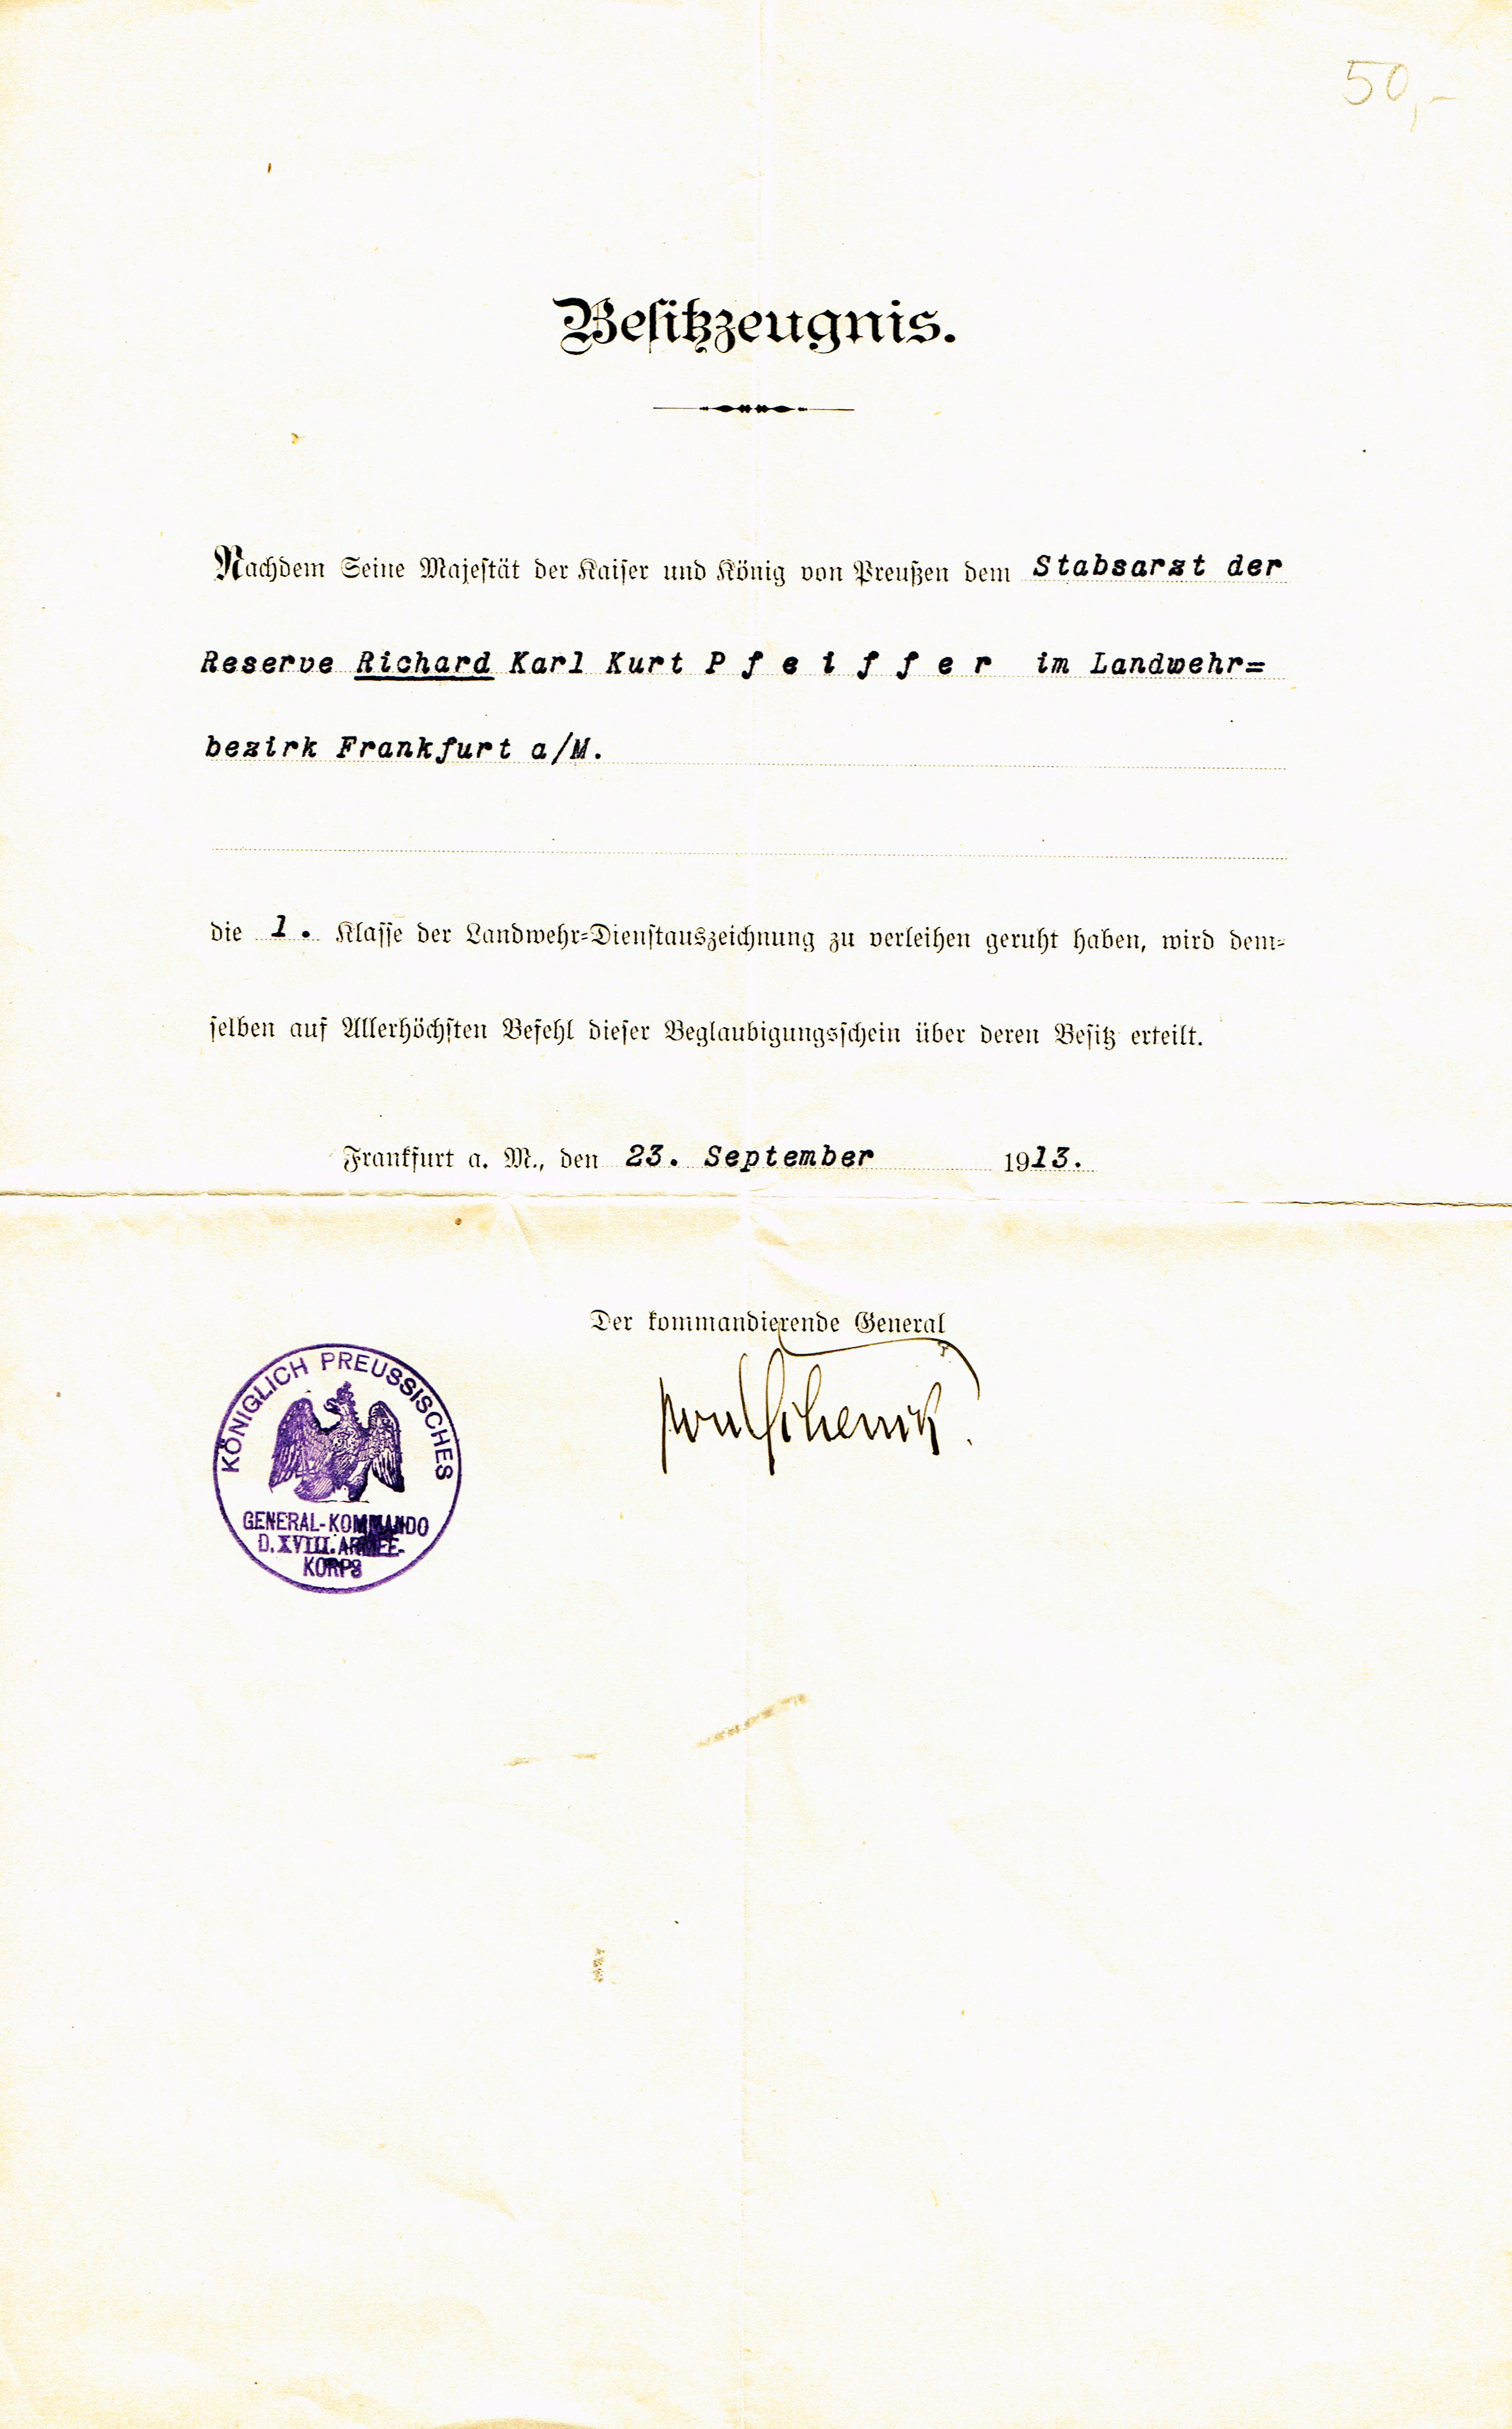 50,-
Besitzzeugnis.
Nachdem Seine Majestät der Kaiser und König von Preußen dem Stabsarzt der
Reserve Richard Karl Kurt P f e i f f e r im Landwehr=
bezirk Frankfurt a/M.
die 1. Klasse der Landwehr=Dienstauszeichnung zu verleihen geruht haben, wird dem=
selben auf Allerhöchsten Befehl dieser Beglaubigungsschein über deren Besitz erteilt.
Frankfurt a. M., den 23. September 1913.
Der kommandierende General
von Schenck.
KÖNIGLICH PREUSSISCHES
GENERAL-KOMMANDO
D. XVIII. ARMEE-
KORPS